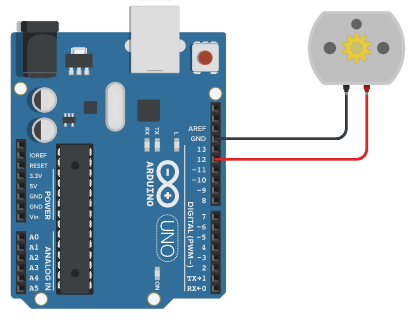 RX
TX
L
AREF
GND
13
12
~11
~10
~9
8
7
~6
~5
4
~3
2
TX→1
RX←0
DIGITAL (PWM~)
IOREF
RESET
3.3V
5V
GND
GND
Vin
POWER
A0
A1
A2
A3
A4
A5
ANALOG IN
ARDUINO
UNO
ON